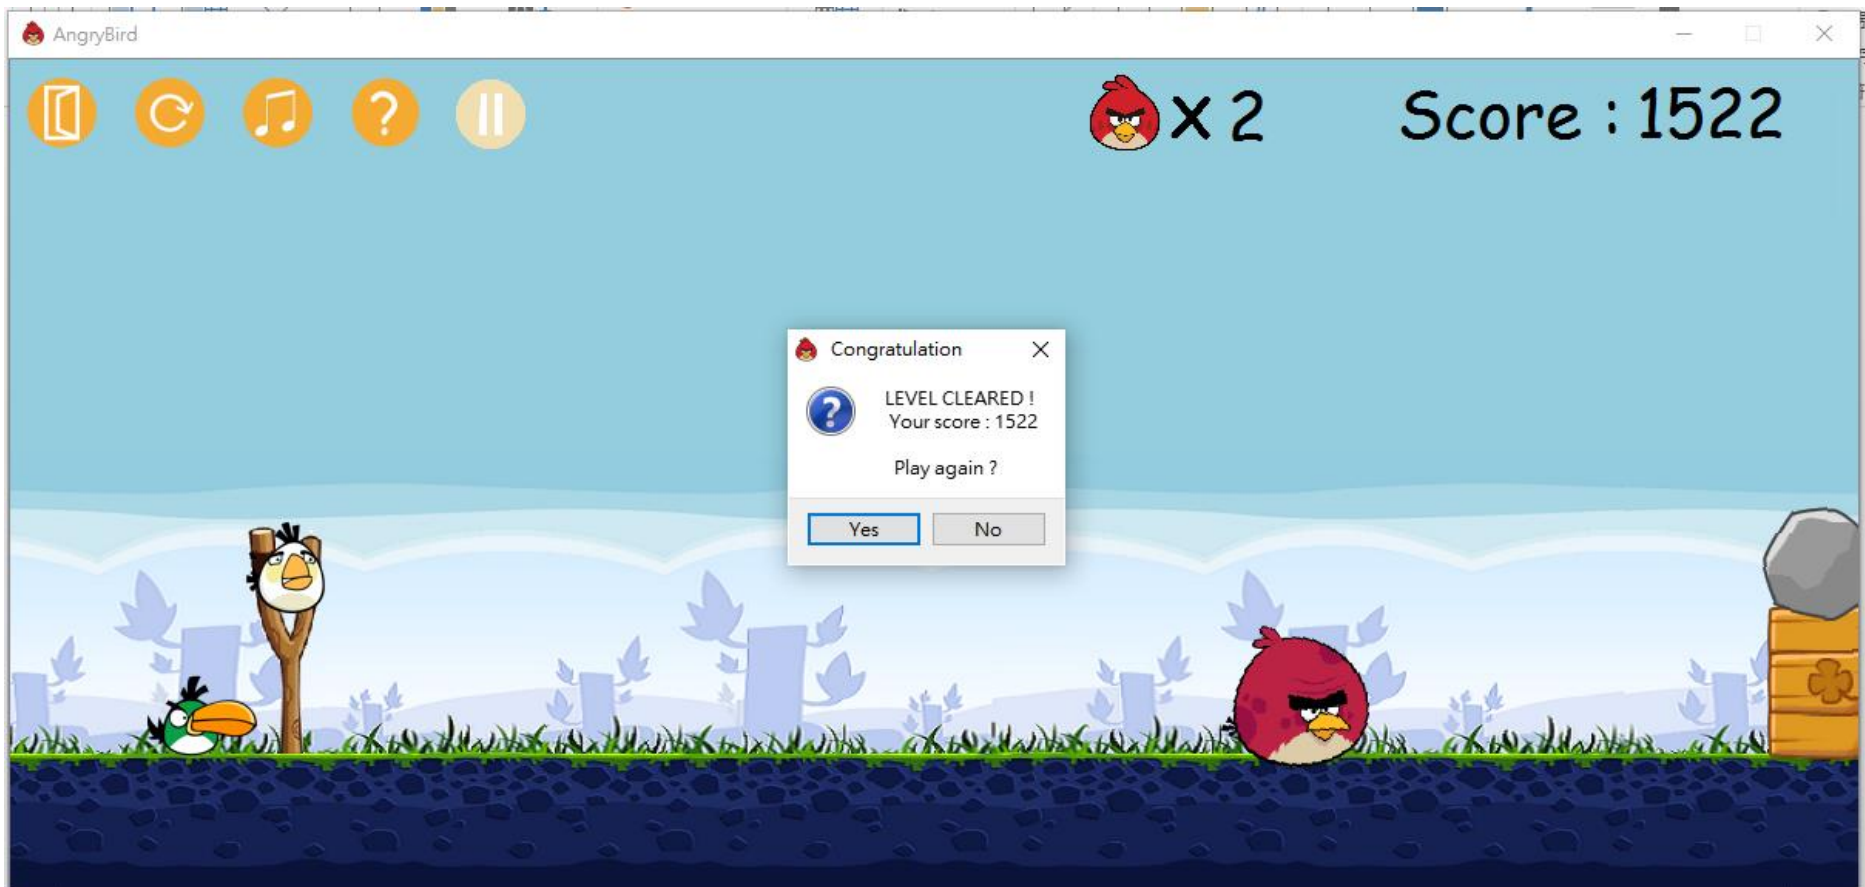 AngryBird
?
X 2
Score : 1522
Congratulation
LEVEL CLEARED !
Your score : 1522
Play again ?
Yes
No